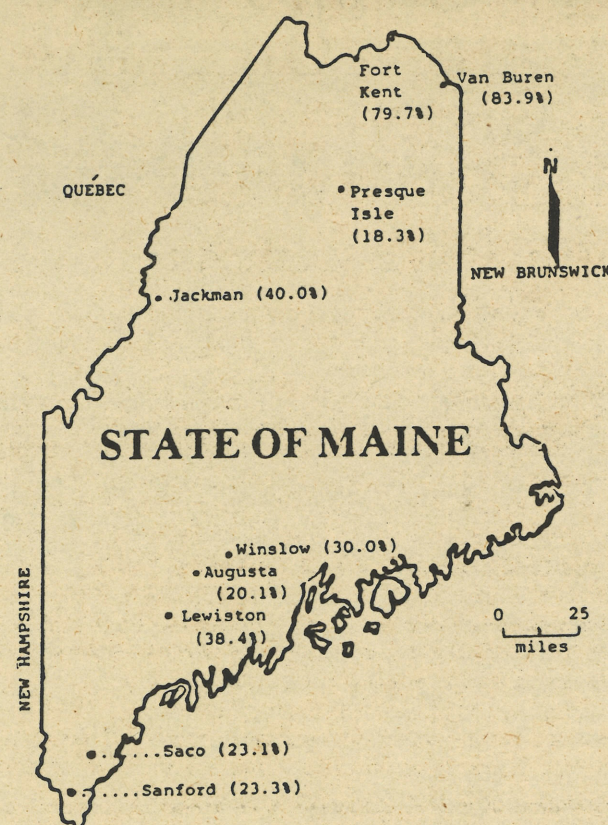 Fort
Kent
(79.7%)
Van Buren
(83.9%)
QUÉBEC
N
Presque
Isle
(18.3%)
NEW BRUNSWICK
Jackman (40.0%)
STATE OF MAINE
Winslow (30.0%)
Augusta
(20.1%)
Lewiston
(38.4%)
0 25
miles
NEW HAMPSHIRE
.......Saco (23.1%)
......Sanford (23.3%)